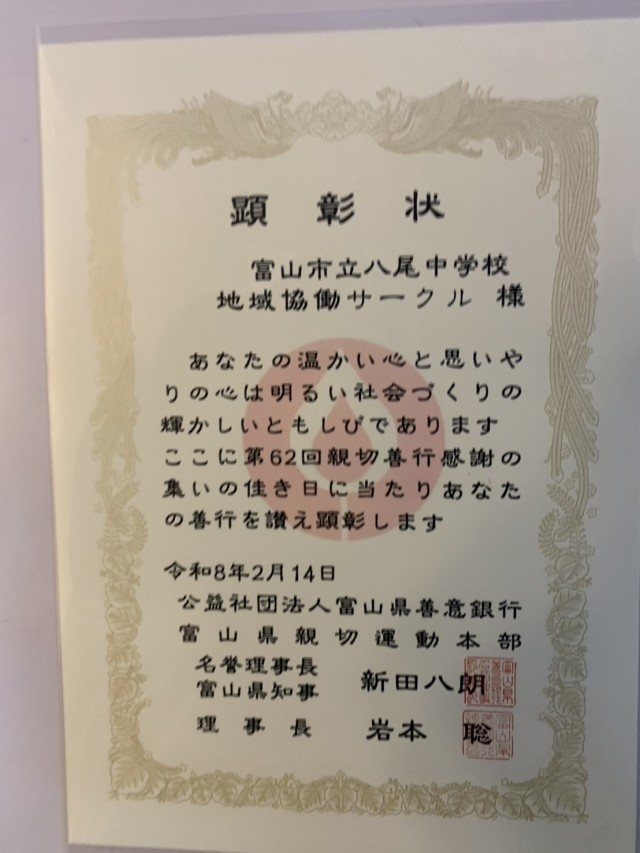 顕彰状
富山市立八尾中学校
地域協働サークル 様
あなたの温かい心と思いや
りの心は明るい社会づくりの
輝かしいともしびであります
ここに第62回親切善行感謝の
集いの佳き日に当たりあなた
の善行を讃え顕彰します
令和8年2月14日
公益社団法人富山県善意銀行
富山県親切運動本部
名誉理事長
富山県知事 新田八朗
理事長 岩本 聡